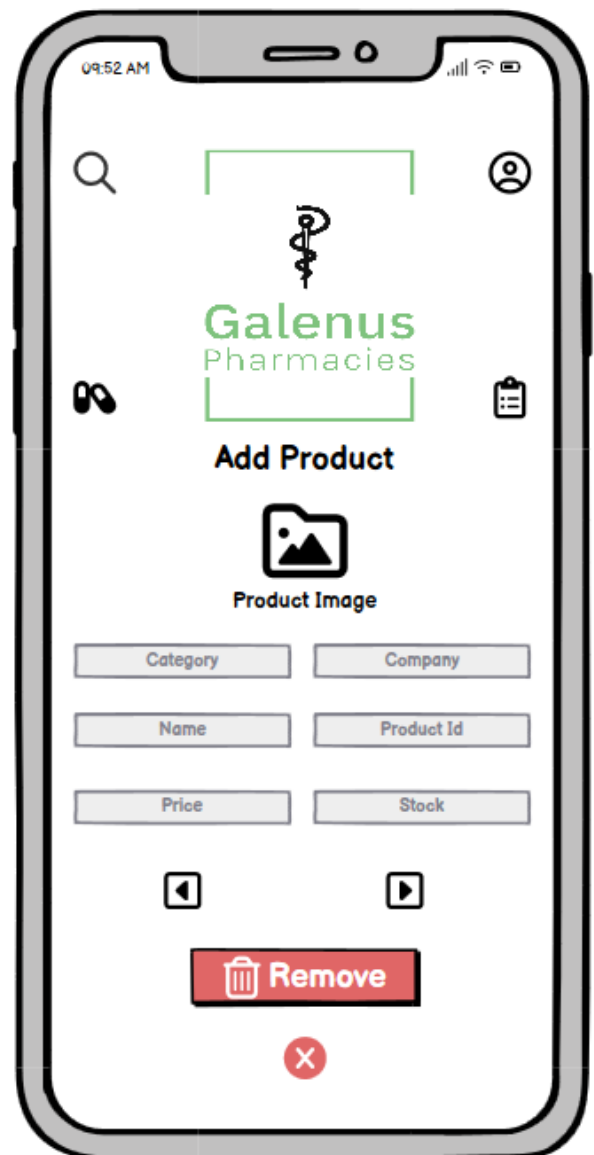 09:52 AM
Galenus
Pharmacies
Add Product
Product Image
Category Company
Name Product Id
Price Stock
Remove